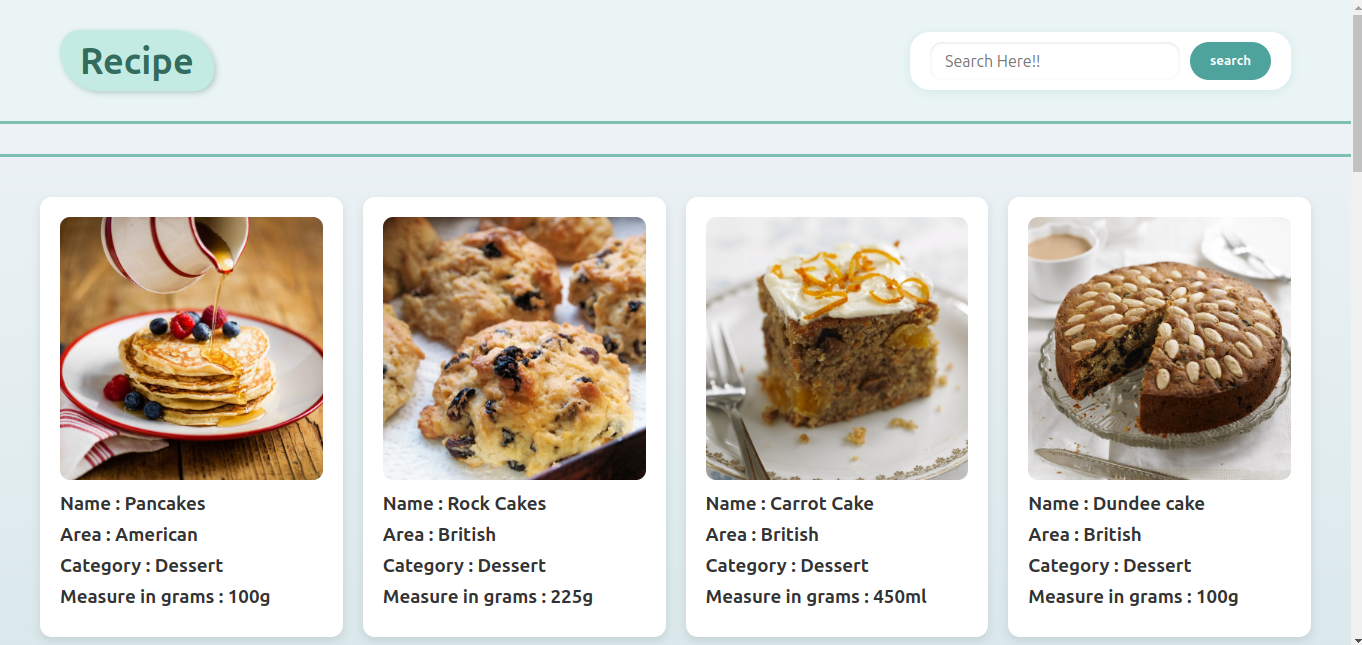 Recipe
Search Here!!
search
Name : Pancakes
Area : American
Category : Dessert
Measure in grams : 100g
Name : Rock Cakes
Area : British
Category : Dessert
Measure in grams : 225g
Name : Carrot Cake
Area : British
Category : Dessert
Measure in grams : 450ml
Name : Dundee cake
Area : British
Category : Dessert
Measure in grams : 100g